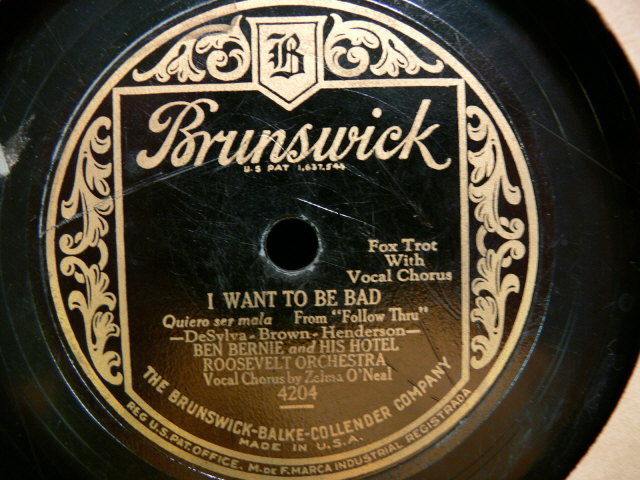 B
Brunswick
U·S PAT 1,637,544
Fox Trot
With
Vocal Chorus
I WANT TO BE BAD
Quiero ser mala From "Follow Thru"
—DeSylva-Brown-Henderson—
BEN BERNIE and HIS HOTEL
ROOSEVELT ORCHESTRA
Vocal Chorus by Zelma O'Neal
4204
THE BRUNSWICK-BALKE-COLLENDER COMPANY
MADE IN U.S.A.
REG U.S. PAT. OFFICE. M. DE F. MARCA INDUSTRIAL REGISTRADA